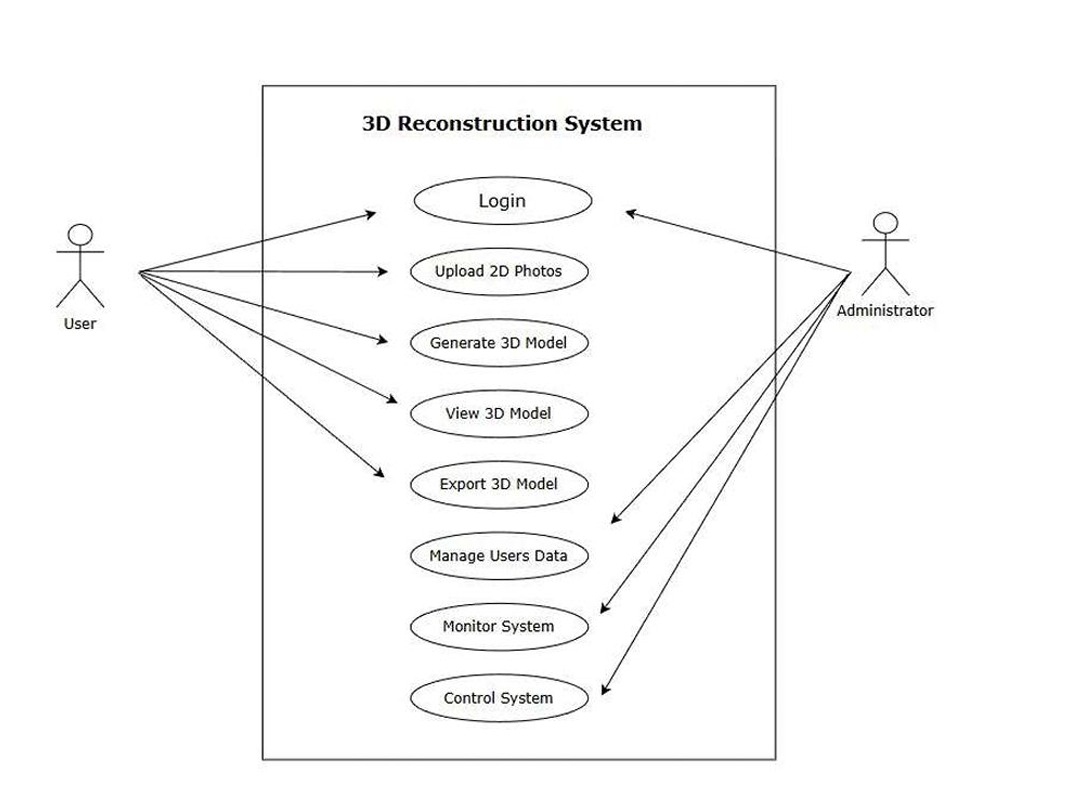 3D Reconstruction System
Login
Upload 2D Photos
Generate 3D Model
View 3D Model
Export 3D Model
Manage Users Data
Monitor System
Control System
User
Administrator